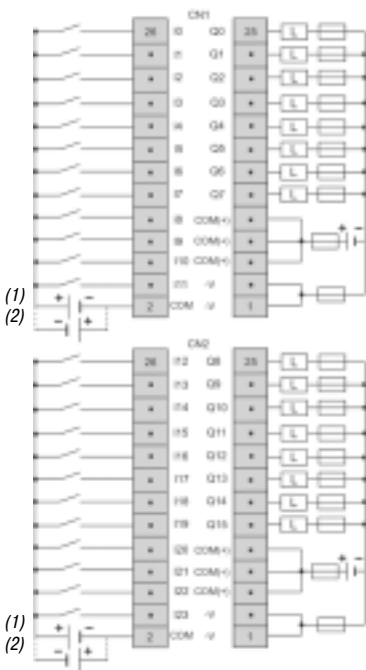 CN1
26 I0 Q0 25
I1 Q1
I2 Q2
I3 Q3
I4 Q4
I5 Q5
I6 Q6
I7 Q7
I8 COM(+)
I9 COM(+)
I10 COM(+)
(1) I11 -V
+ -
(2) 2 COM -V 1
- +
+ -
L
L
L
L
L
L
L
L
CN2
26 I12 Q8 25
I13 Q9
I14 Q10
I15 Q11
I16 Q12
I17 Q13
I18 Q14
I19 Q15
I20 COM(+)
I21 COM(+)
I22 COM(+)
(1) I23 -V
+ -
(2) 2 COM -V 1
- +
+ -
L
L
L
L
L
L
L
L